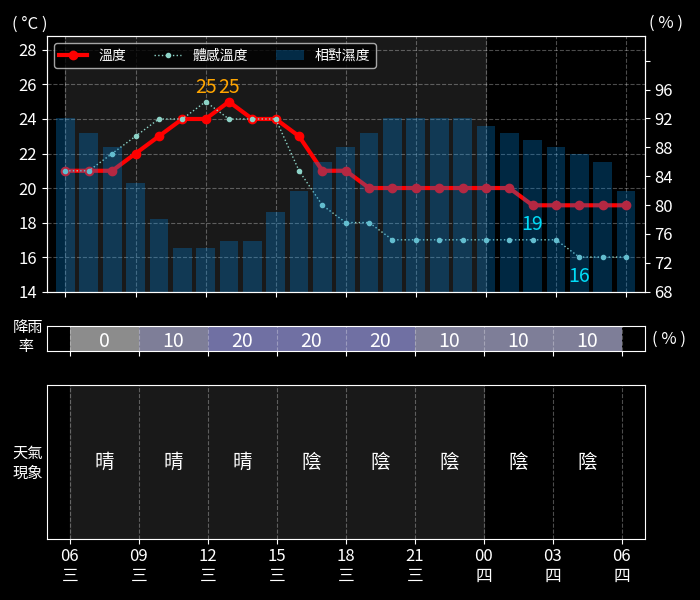 ( °C )
( % )
溫度
體感溫度
相對濕度
28
26
24
22
20
18
16
14
96
92
88
84
80
76
72
68
25
25
19
16
降雨
率
0
10
20
20
20
10
10
10
( % )
天氣
現象
晴
晴
晴
陰
陰
陰
陰
陰
06
09
12
15
18
21
00
03
06
三
三
三
三
三
三
四
四
四